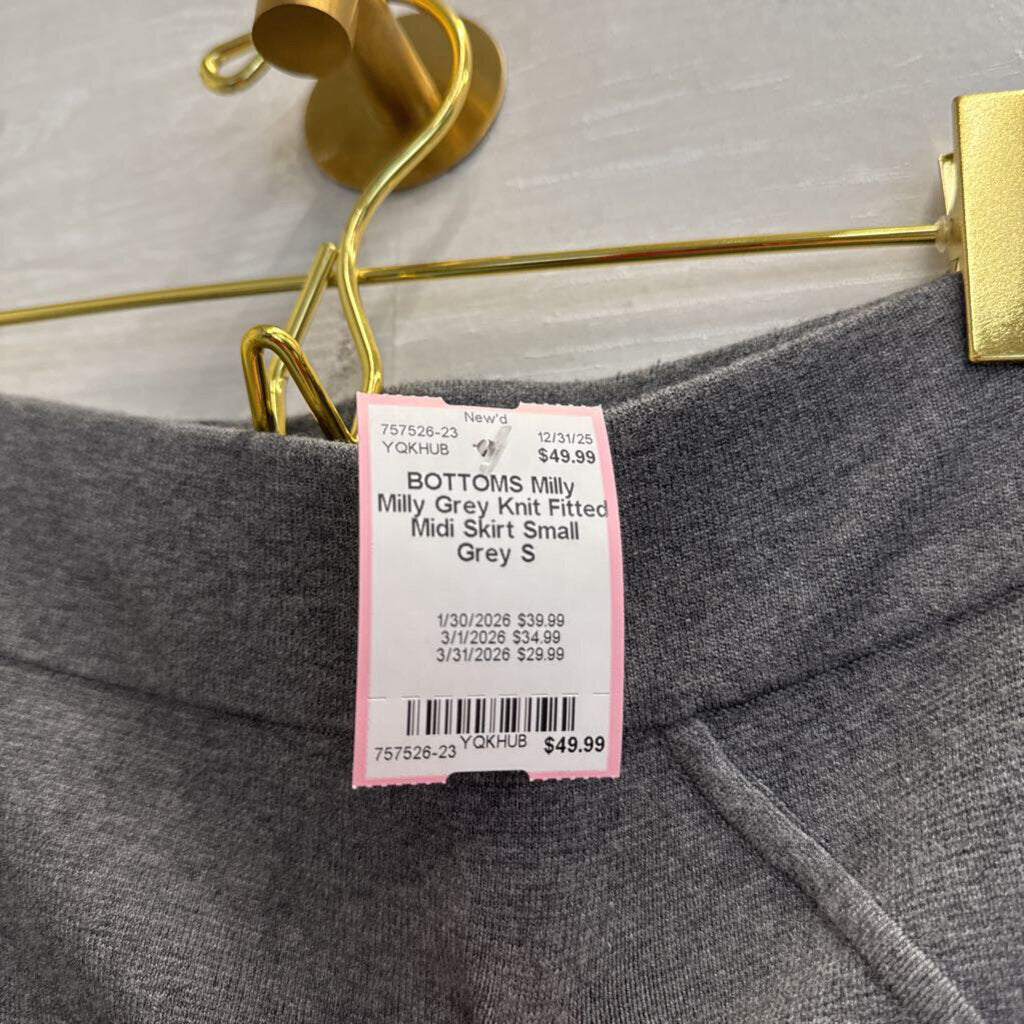 New'd
757526-23 12/31/25
YQKHUB $49.99
BOTTOMS Milly
Milly Grey Knit Fitted
Midi Skirt Small
Grey S
1/30/2026 $39.99
3/1/2026 $34.99
3/31/2026 $29.99
757526-23 YQKHUB $49.99